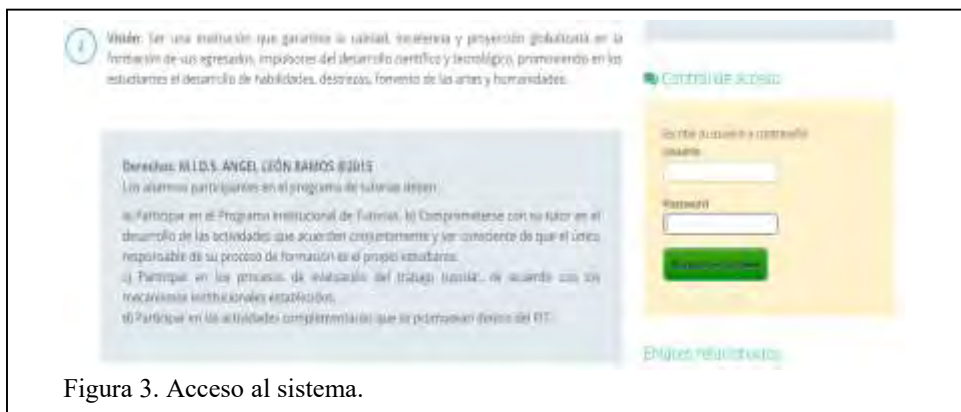 Visión: Ser una institución que garantice la calidad, excelencia y proyección globalizada en la
formación de sus egresados, impulsores del desarrollo científico y tecnológico, promoviendo en los
estudiantes el desarrollo de habilidades, destrezas, fomento de las artes y humanidades.
Derechos: M.I.D.S. ANGEL LEÓN RAMOS ©2015
Los alumnos participantes en el programa de tutorías deben:
a) Participar en el Programa Institucional de Tutorías. b) Comprometerse con su tutor en el
desarrollo de las actividades que acuerden conjuntamente y ser consciente de que el único
responsable de su proceso de formación es el propio estudiante.
c) Participar en los procesos de evaluación del trabajo tutorial, de acuerdo con los
mecanismos institucionales establecidos.
d) Participar en las actividades complementarias que se promuevan dentro del PIT.
Control de acceso
Escribe tu usuario y contraseña
Usuario
Password
Enlaces relacionados
Figura 3. Acceso al sistema.